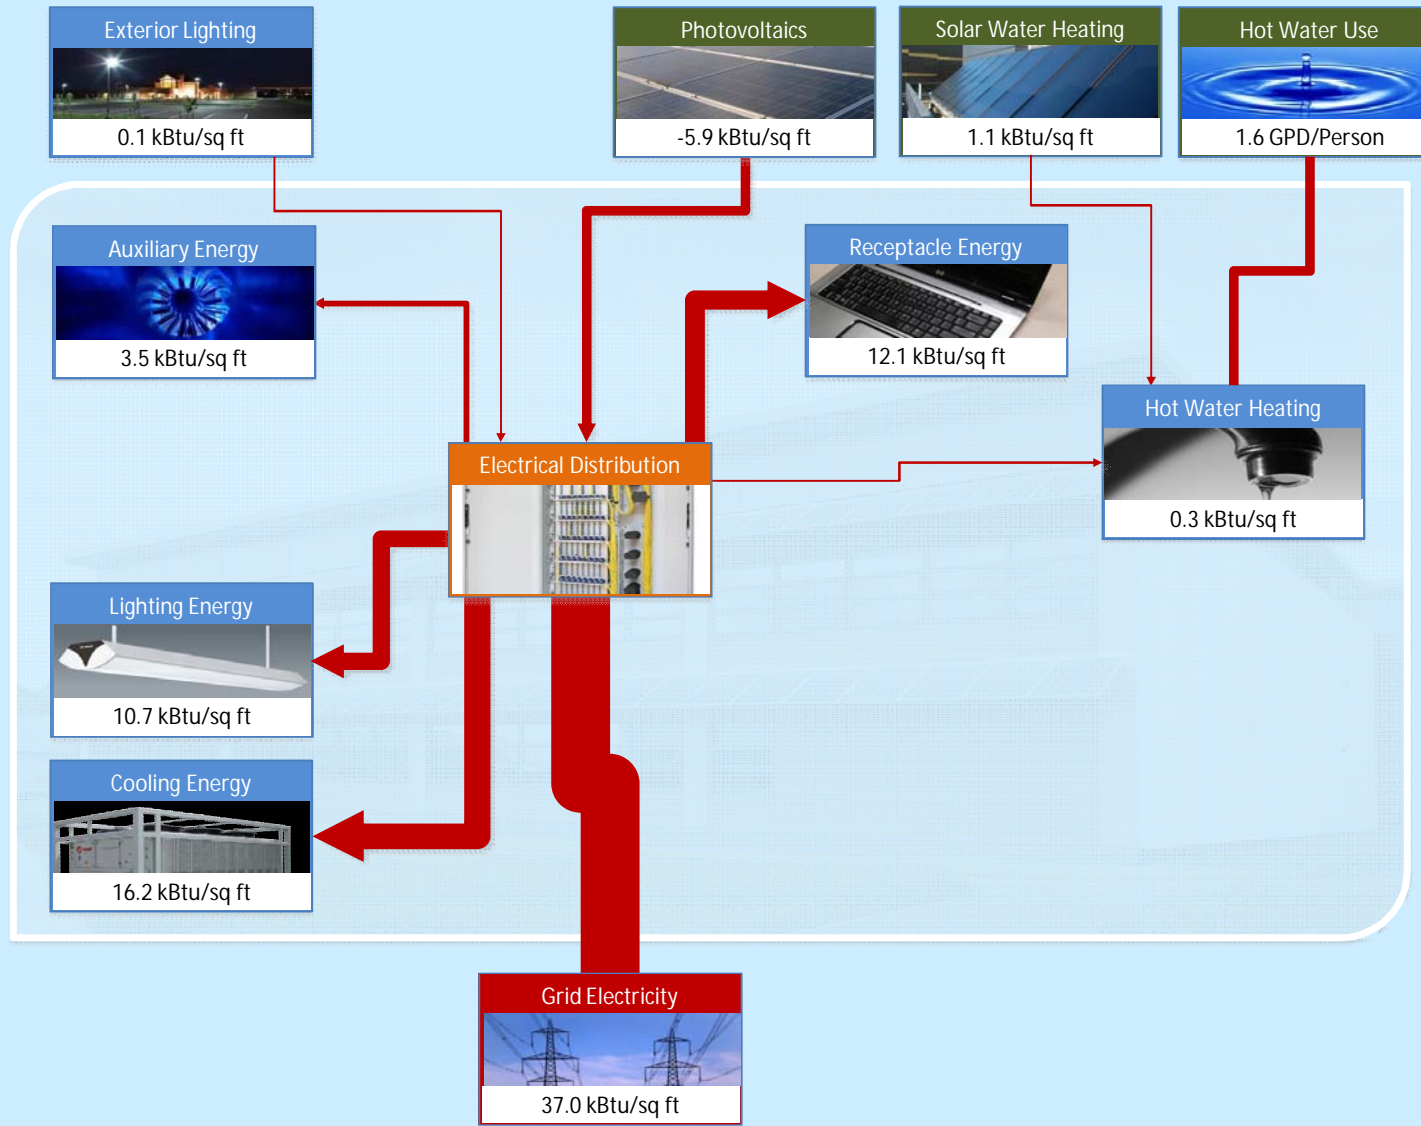 Exterior Lighting
0.1 kBtu/sq ft
Photovoltaics
-5.9 kBtu/sq ft
Solar Water Heating
1.1 kBtu/sq ft
Hot Water Use
1.6 GPD/Person
Auxiliary Energy
3.5 kBtu/sq ft
Receptacle Energy
12.1 kBtu/sq ft
Hot Water Heating
0.3 kBtu/sq ft
Electrical Distribution
Lighting Energy
10.7 kBtu/sq ft
Cooling Energy
16.2 kBtu/sq ft
Grid Electricity
37.0 kBtu/sq ft